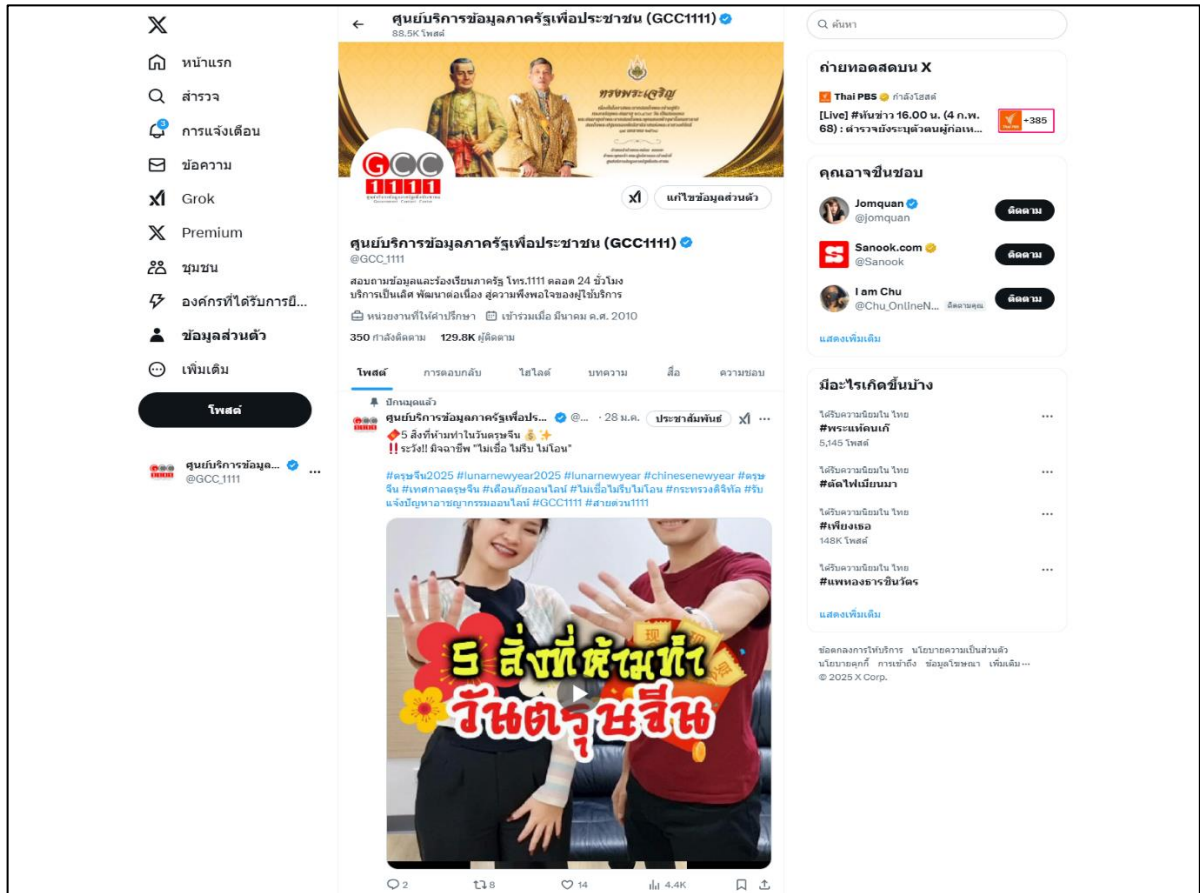 ศูนย์บริการข้อมูลภาครัฐเพื่อประชาชน (GCC1111)
88.5K โพสต์
หน้าแรก
สำรวจ
3
การแจ้งเตือน
ข้อความ
Grok
Premium
ชุมชน
องค์กรที่ได้รับการยื...
ข้อมูลส่วนตัว
เพิ่มเติม
โพสต์
ศูนย์บริการข้อมูล...
@GCC_1111
ทรงพระเจริญ
GCC
1111
แก้ไขข้อมูลส่วนตัว
ศูนย์บริการข้อมูลภาครัฐเพื่อประชาชน (GCC1111)
@GCC_1111
สอบถามข้อมูลและร้องเรียนภาครัฐ โทร.1111 ตลอด 24 ชั่วโมง
บริการเป็นเลิศ พัฒนาต่อเนื่อง สู่ความพึงพอใจของผู้ใช้บริการ
หน่วยงานที่ให้คำปรึกษา เข้าร่วมเมื่อ มีนาคม ค.ศ. 2010
350 กำลังติดตาม 129.8K ผู้ติดตาม
โพสต์ การตอบกลับ ไฮไลต์ บทความ สื่อ ความชอบ
ปักหมุดแล้ว
ศูนย์บริการข้อมูลภาครัฐเพื่อประ... @... · 28 ม.ค. ประชาสัมพันธ์
5 สิ่งที่ห้ามทำในวันตรุษจีน
‼ระวัง!! มิจฉาชีพ "ไม่เชื่อ ไม่รีบ ไม่โอน"
#ตรุษจีน2025 #lunarnewyear2025 #lunarnewyear #chinesenewyear #ตรุษ
จีน #เทศกาลตรุษจีน #เตือนภัยออนไลน์ #ไม่เชื่อไม่รีบไม่โอน #กระทรวงดิจิทัล #รับ
แจ้งปัญหาอาชญากรรมออนไลน์ #GCC1111 #สายด่วน1111
5 สิ่งที่ห้ามทำ
วันตรุษจีน
现
2 8 14 4.4K
ค้นหา
ถ่ายทอดสดบน X
Thai PBS กำลังโฮสต์
[Live] #ทันข่าว 16.00 น. (4 ก.พ.
68) : ตำรวจยังระบุตัวตนผู้ก่อเห...
+385
คุณอาจชื่นชอบ
Jomquan
@jomquan
ติดตาม
Sanook.com
@Sanook
ติดตาม
I am Chu
@Chu_OnlineN... ติดตามคุณ
ติดตาม
แสดงเพิ่มเติม
มีอะไรเกิดขึ้นบ้าง
ได้รับความนิยมใน ไทย
#พระแท้คนเก๊
5,145 โพสต์
ได้รับความนิยมใน ไทย
#ตัดไฟเมียนมา
ได้รับความนิยมใน ไทย
#เพียงเธอ
148K โพสต์
ได้รับความนิยมใน ไทย
#แพทองธารชินวัตร
แสดงเพิ่มเติม
ข้อตกลงการให้บริการ นโยบายความเป็นส่วนตัว
นโยบายคุกกี้ การเข้าถึง ข้อมูลโฆษณา เพิ่มเติม ···
© 2025 X Corp.